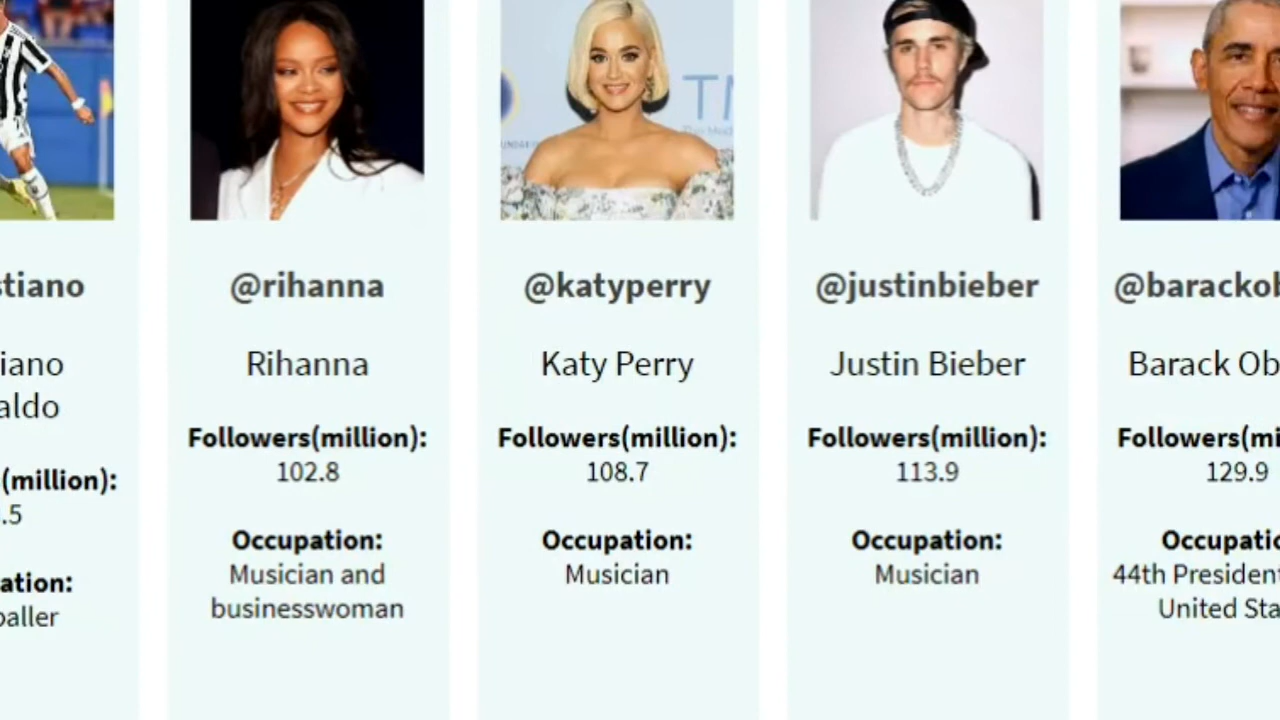 stiano
iano
aldo
(million):
.5
ation:
baller
@rihanna
Rihanna
Followers(million):
102.8
Occupation:
Musician and
businesswoman
TM
@katyperry
Katy Perry
Followers(million):
108.7
Occupation:
Musician
@justinbieber
Justin Bieber
Followers(million):
113.9
Occupation:
Musician
@barackob
Barack Ob
Followers(mi
129.9
Occupatio
44th President
United Sta